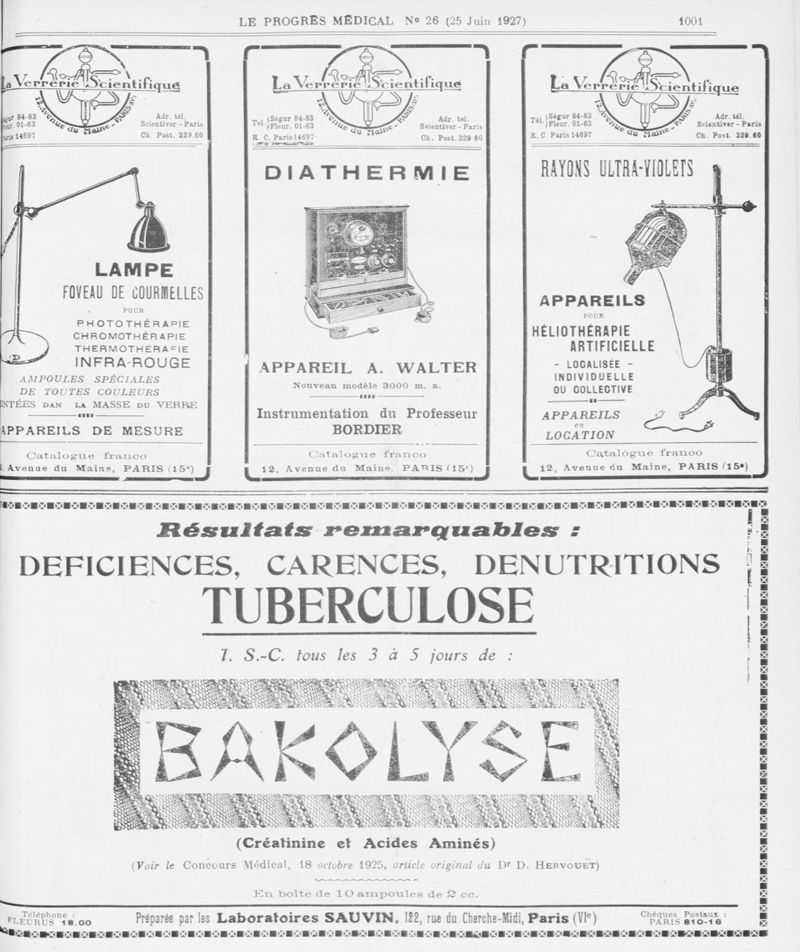 LE PROGRÈS MÉDICAL No 26 (25 Juin 1927) 1001
La Verrerie Scientifique
12, Avenue du Maine - PARIS XVe
Ségur 84-83
Fleur. 01-63
Paris 14697
Adr. tél.
Scientiver - Paris
Ch. Post. 329.60
LAMPE
FOVEAU DE COURMELLES
POUR
PHOTOTHÉRAPIE
CHROMOTHÉRAPIE
THERMOTHERAPIE
INFRA-ROUGE
AMPOULES SPÉCIALES
DE TOUTES COULEURS
DAN LA MASSE DU VERRE
APPAREILS DE MESURE
Catalogue franco
Avenue du Maine, PARIS (15e)
La Verrerie Scientifique
12, Avenue du Maine - PARIS XVe
Tel. (Ségur 84-83
(Fleur. 01-63
R. C. Paris 14697
Adr. tél.
Scientiver - Paris
Ch. Post. 329 60
DIATHERMIE
APPAREIL A. WALTER
Nouveau modèle 3000 m. a.
Instrumentation du Professeur
BORDIER
Catalogue franco
12, Avenue du Maine. PARIS (15e)
La Verrerie Scientifique
12, Avenue du Maine - PARIS XVe
Tél. (Ségur 84-83
(Fleur. 01-63
R. C Paris 14697
Adr. tél.
Scientiver - Paris
Ch. Post. 329 60
RAYONS ULTRA-VIOLETS
APPAREILS
POUR
HÉLIOTHÉRAPIE
ARTIFICIELLE
- LOCALISÉE -
INDIVIDUELLE
OU COLLECTIVE
APPAREILS
en
LOCATION
Catalogue franco
12, Avenue du Maine, PARIS (15e)
Résultats remarquables :
DEFICIENCES, CARENCES, DENUTRITIONS
TUBERCULOSE
I. S.-C. tous les 3 à 5 jours de :
BAKOLYSE
(Créatinine et Acides Aminés)
(Voir le Concours Médical, 18 octobre 1925, article original du Dr D. HERVOUËT)
En boîte de 10 ampoules de 2 cc.
Téléphone :
FLEURUS 18.00
Préparée par les Laboratoires SAUVIN, 122, rue du Cherche-Midi, Paris (VIe)
Chèques Postaux :
PARIS 810-16